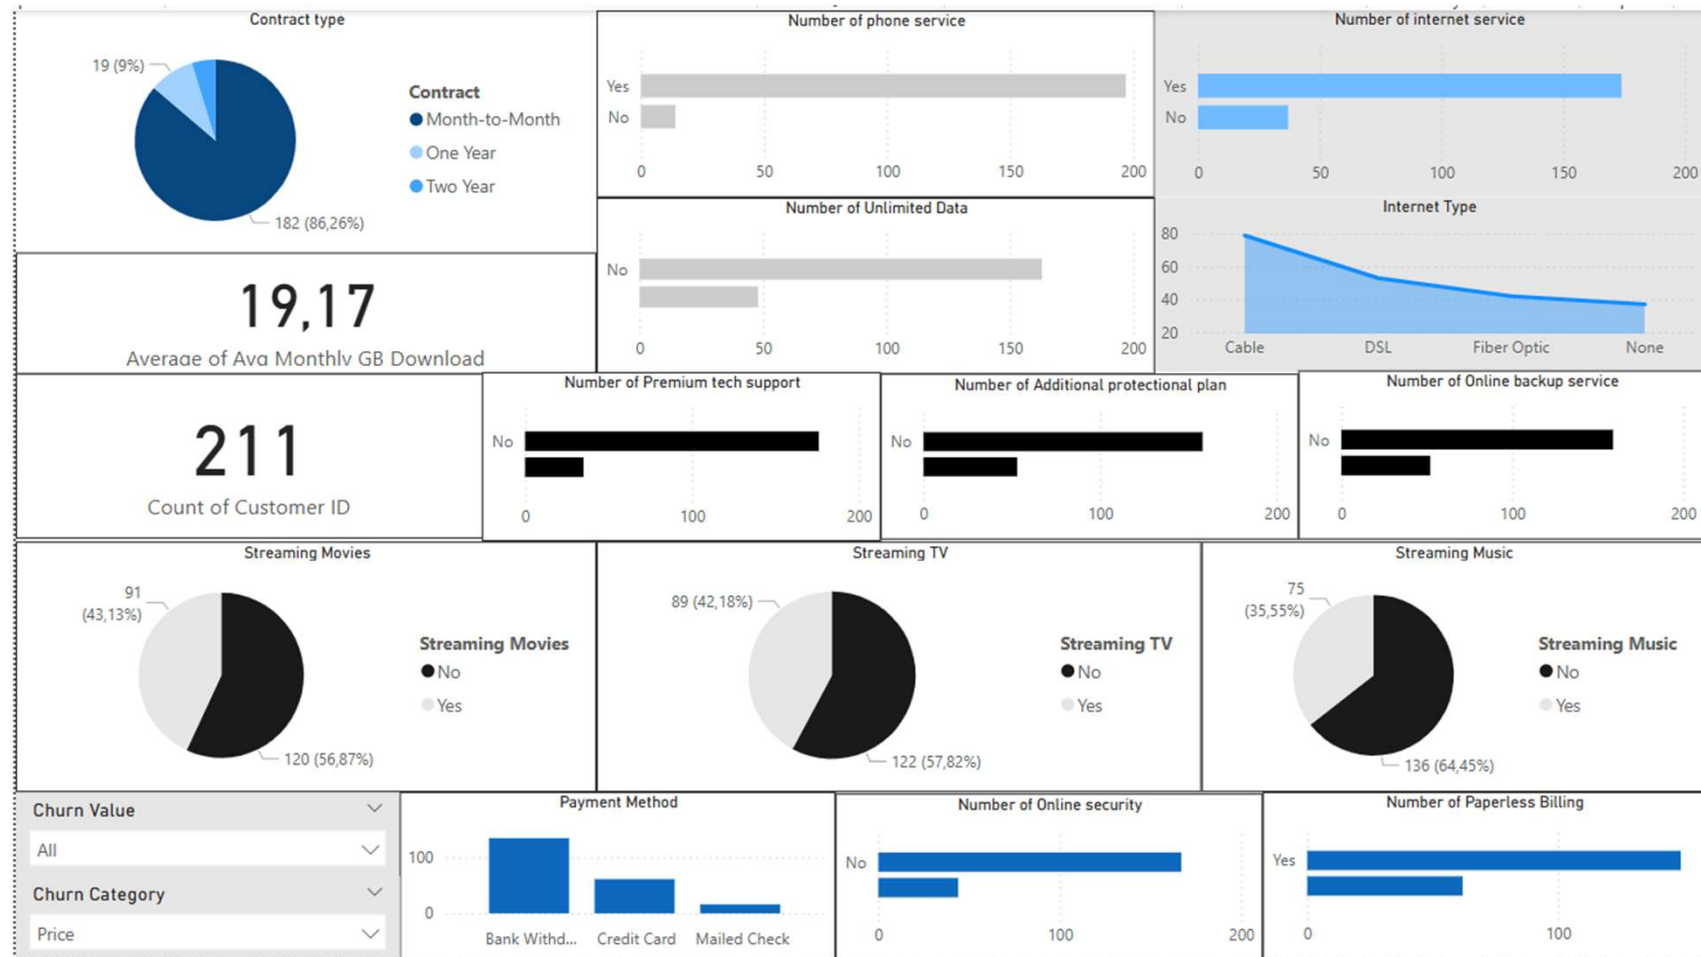 Contract type
19 (9%)
182 (86,26%)
Contract
Month-to-Month
One Year
Two Year
Number of phone service
Yes
No
0 50 100 150 200
Number of internet service
Yes
No
0 50 100 150 200
19,17
Average of Avg Monthly GB Download
Number of Unlimited Data
No
0 50 100 150 200
Internet Type
80
60
40
20
Cable DSL Fiber Optic None
211
Count of Customer ID
Number of Premium tech support
No
0 100 200
Number of Additional protectional plan
No
0 100 200
Number of Online backup service
No
0 100 200
Streaming Movies
91
(43,13%)
120 (56,87%)
Streaming Movies
No
Yes
Streaming TV
89 (42,18%)
122 (57,82%)
Streaming TV
No
Yes
Streaming Music
75
(35,55%)
136 (64,45%)
Streaming Music
No
Yes
Churn Value
All
Churn Category
Price
Payment Method
100
0
Bank Withd... Credit Card Mailed Check
Number of Online security
No
0 100 200
Number of Paperless Billing
Yes
0 100